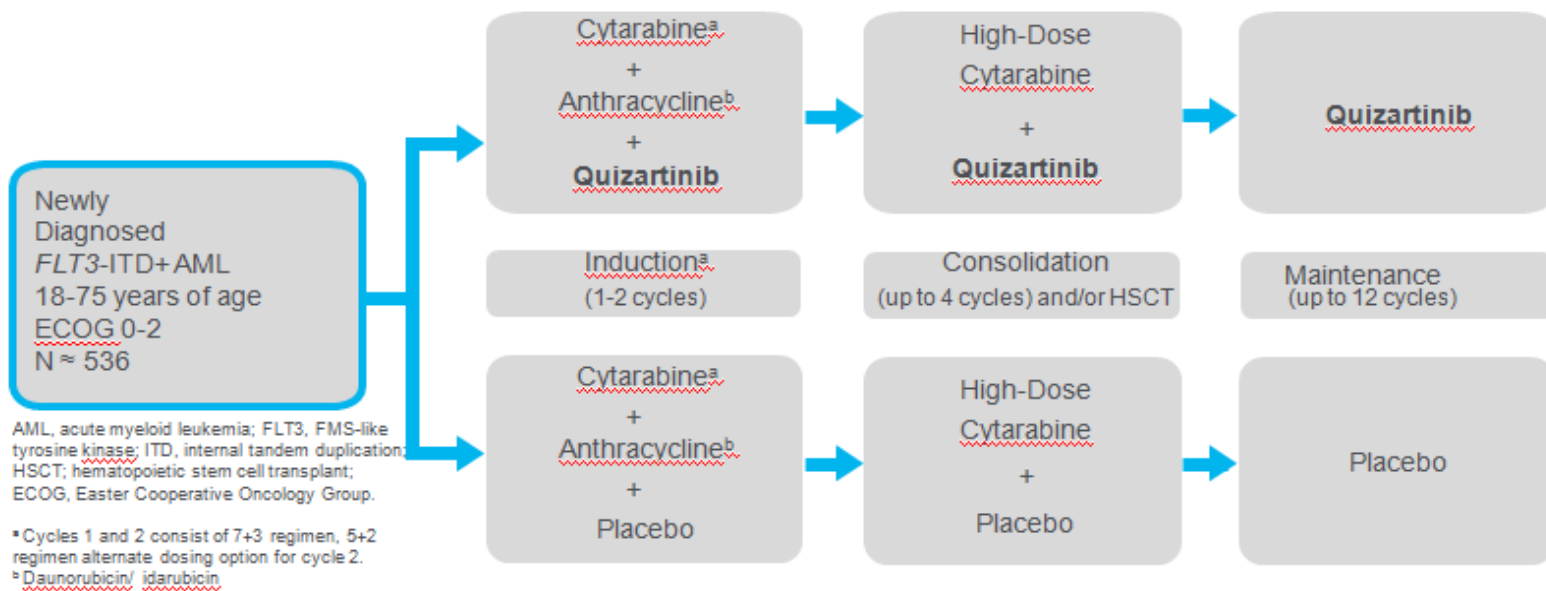 Newly
Diagnosed
FLT3-ITD+ AML
18-75 years of age
ECOG 0-2
N ≈ 536
AML, acute myeloid leukemia; FLT3, FMS-like
tyrosine kinase; ITD, internal tandem duplication;
HSCT; hematopoietic stem cell transplant;
ECOG, Easter Cooperative Oncology Group.
ᵃ Cycles 1 and 2 consist of 7+3 regimen, 5+2
regimen alternate dosing option for cycle 2.
ᵇ Daunorubicin/ idarubicin
Cytarabineᵃ
+
Anthracyclineᵇ
+
Quizartinib
High-Dose
Cytarabine
+
Quizartinib
Quizartinib
Inductionᵃ
(1-2 cycles)
Consolidation
(up to 4 cycles) and/or HSCT
Maintenance
(up to 12 cycles)
Cytarabineᵃ
+
Anthracyclineᵇ
+
Placebo
High-Dose
Cytarabine
+
Placebo
Placebo